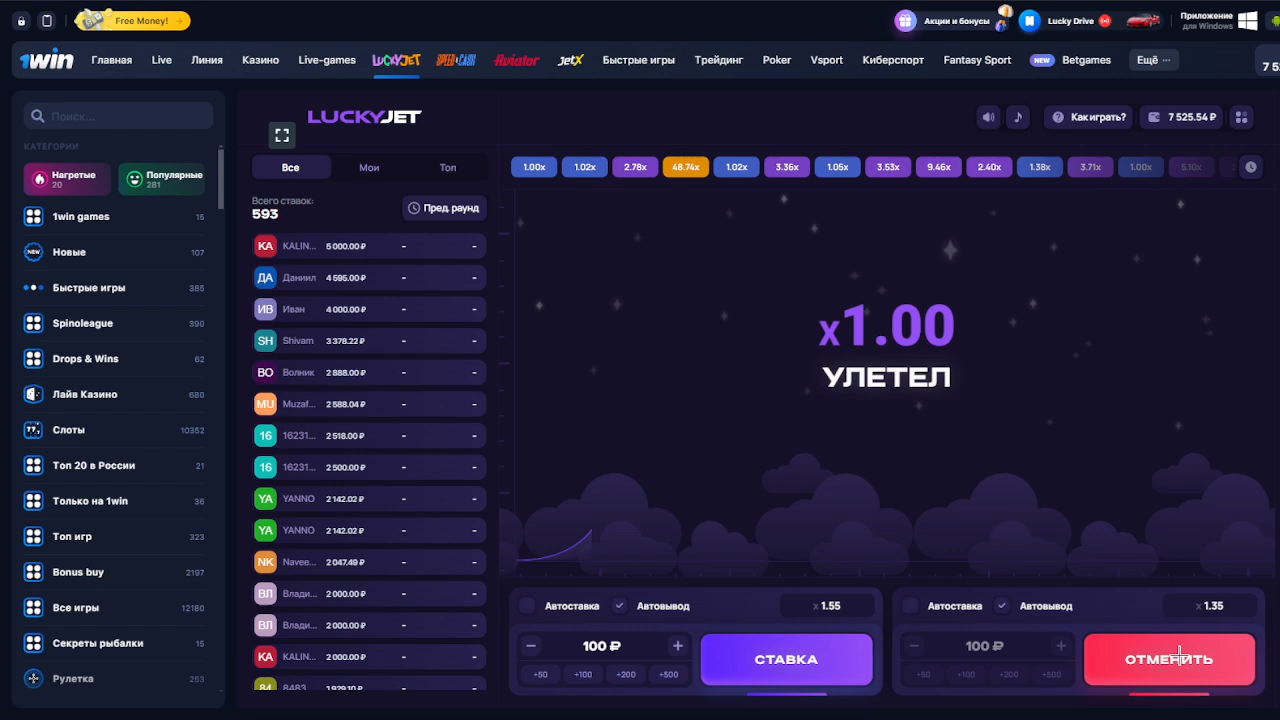 Free Money! →
Акции и бонусы
Lucky Drive
Приложение
для Windows
1win
Главная
Live
Линия
Казино
Live-games
LUCKYJET
SPEED & CASH
Aviator
JetX
Быстрые игры
Трейдинг
Poker
Vsport
Киберспорт
Fantasy Sport
NEW Betgames
Ещё ···
Поиск...
КАТЕГОРИИ
Нагретые
20
Популярные
281
1win games 15
NEW Новые 107
Быстрые игры 385
Spinoleague 390
Drops & Wins 62
Лайв Казино 680
Слоты 10352
Топ 20 в России 21
Только на 1win 36
Топ игр 323
Bonus buy 2197
Все игры 12180
Секреты рыбалки 15
Рулетка 253
LUCKYJET
Все Мои Топ
Всего ставок:
593
Пред. раунд
KA KALIN... 5 000.00 ₽ - -
ДА Даниил 4 595.00 ₽ - -
ИВ Иван 4 000.00 ₽ - -
SH Shivam 3 378.22 ₽ - -
ВО Волник 2 888.00 ₽ - -
MU Muzaf... 2 588.04 ₽ - -
16 16231... 2 518.00 ₽ - -
16 16231... 2 500.00 ₽ - -
YA YANNO 2 142.02 ₽ - -
YA YANNO 2 142.02 ₽ - -
NK Navee... 2 047.49 ₽ - -
ВЛ Влади... 2 000.00 ₽ - -
ВЛ Влади... 2 000.00 ₽ - -
KA KALIN... 2 000.00 ₽ - -
84 8483 1 929.10 ₽
? Как играть?
7 525.54 ₽
1.00x 1.02x 2.78x 48.74x 1.02x 3.36x 1.05x 3.53x 9.46x 2.40x 1.38x 3.71x 1.00x 5.10x
x1.00
УЛЕТЕЛ
Автоставка
Автовывод
x 1.55
− 100 ₽ +
+50 +100 +200 +500
СТАВКА
Автоставка
Автовывод
x 1.35
− 100 ₽ +
+50 +100 +200 +500
ОТМЕНИТЬ